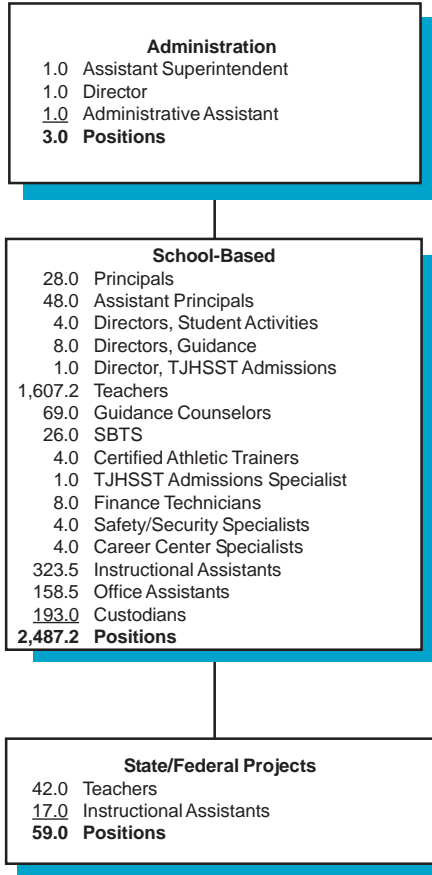 Administration
1.0 Assistant Superintendent
1.0 Director
1.0 Administrative Assistant
3.0 Positions
School-Based
28.0 Principals
48.0 Assistant Principals
4.0 Directors, Student Activities
8.0 Directors, Guidance
1.0 Director, TJHSST Admissions
1,607.2 Teachers
69.0 Guidance Counselors
26.0 SBTS
4.0 Certified Athletic Trainers
1.0 TJHSST Admissions Specialist
8.0 Finance Technicians
4.0 Safety/Security Specialists
4.0 Career Center Specialists
323.5 Instructional Assistants
158.5 Office Assistants
193.0 Custodians
2,487.2 Positions
State/Federal Projects
42.0 Teachers
17.0 Instructional Assistants
59.0 Positions